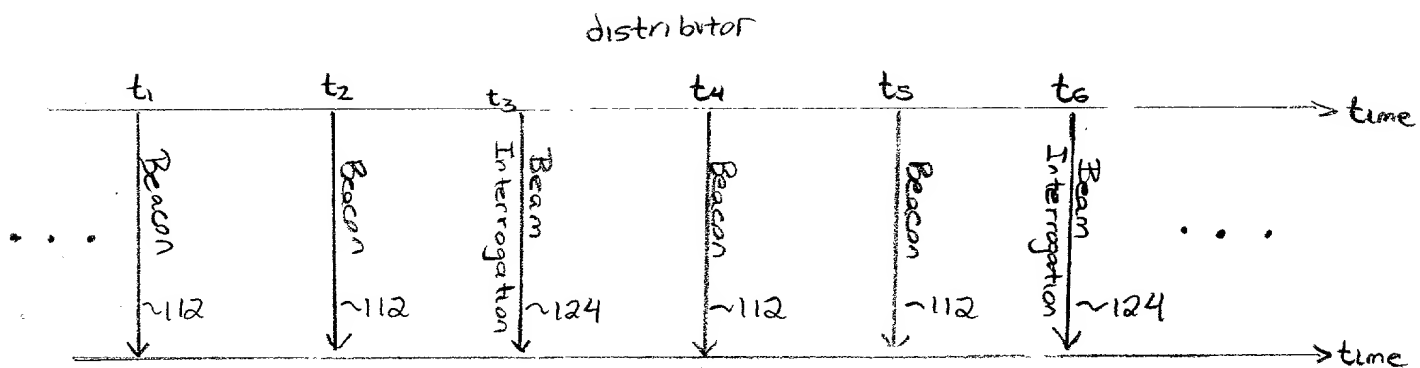 distributor
t1 t2 t3 t4 t5 t6
time
Beacon
~112
Beacon
~112
Beam
Interrogation
~124
Beacon
~112
Beacon
~112
Beam
Interrogation
~124
. . .
. . .
time